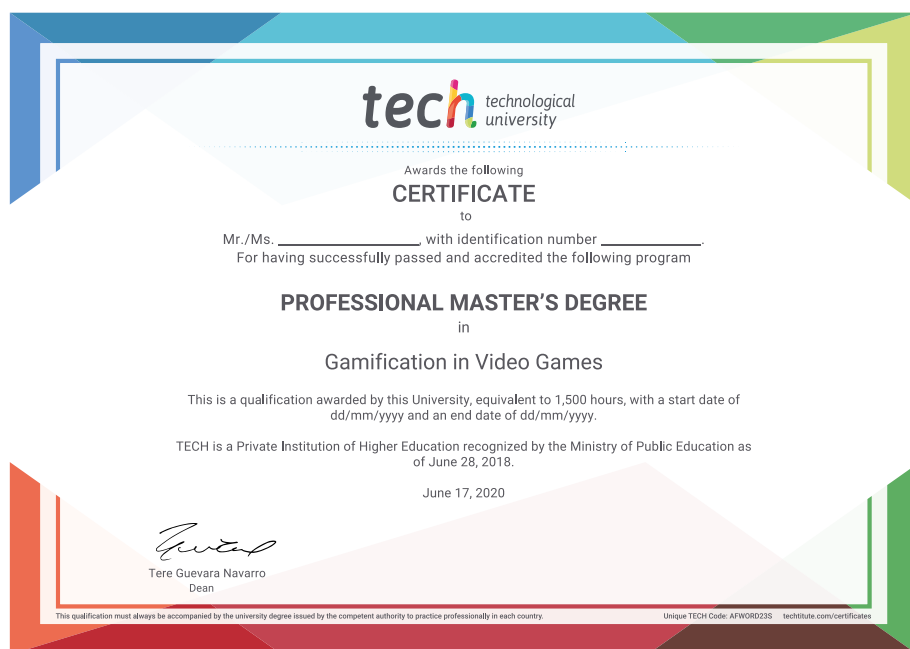 tech technological
university
Awards the following
CERTIFICATE
to
Mr./Ms. ____________________, with identification number ______________.
For having successfully passed and accredited the following program
PROFESSIONAL MASTER'S DEGREE
in
Gamification in Video Games
This is a qualification awarded by this University, equivalent to 1,500 hours, with a start date of
dd/mm/yyyy and an end date of dd/mm/yyyy.
TECH is a Private Institution of Higher Education recognized by the Ministry of Public Education as
of June 28, 2018.
June 17, 2020
Tere Guevara Navarro
Dean
This qualification must always be accompanied by the university degree issued by the competent authority to practice professionally in each country.
Unique TECH Code: AFWORD23S techtitute.com/certificates